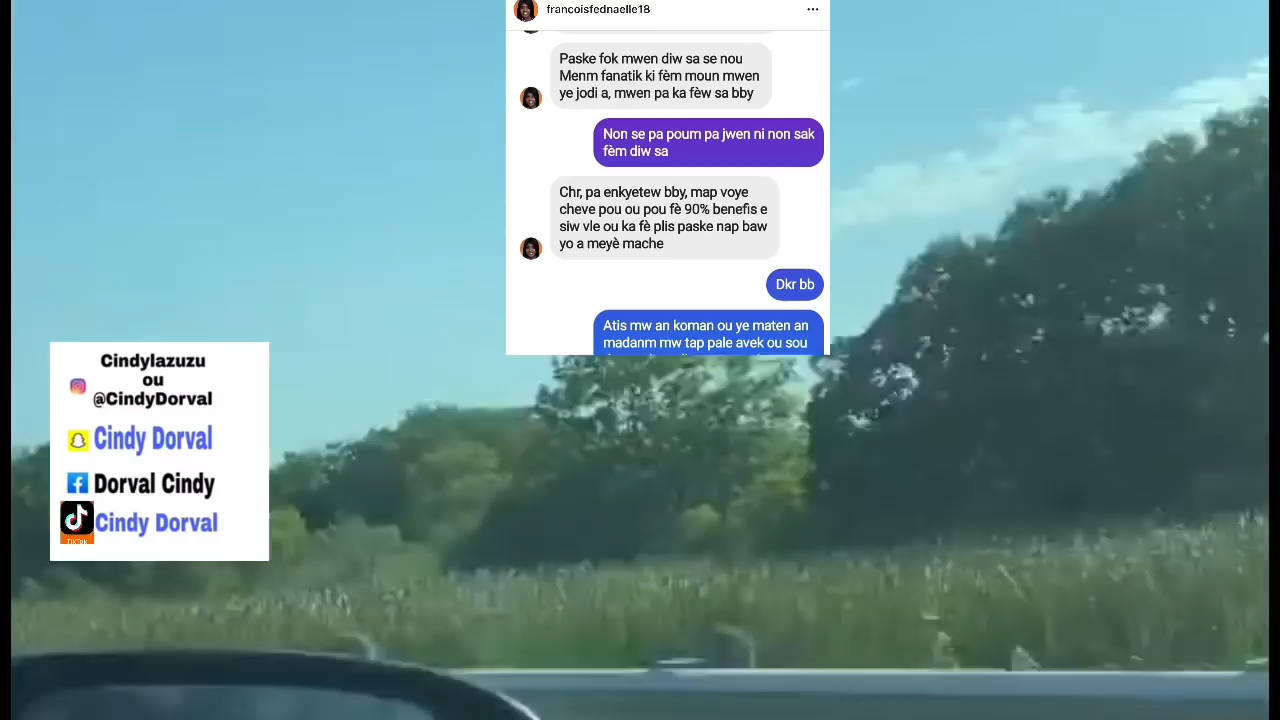 francoisfednaelle18
Paske fok mwen diw sa se nou
Menm fanatik ki fèm moun mwen
ye jodi a, mwen pa ka fèw sa bby
Non se pa poum pa jwen ni non sak
fèm diw sa
Chr, pa enkyetew bby, map voye
cheve pou ou pou fè 90% benefis e
siw vle ou ka fè plis paske nap baw
yo a meyè mache
Dkr bb
Atis mw an koman ou ye maten an
madanm mw tap pale avek ou sou
Cindylazuzu
ou
@CindyDorval
Cindy Dorval
Dorval Cindy
Cindy Dorval
TikTok